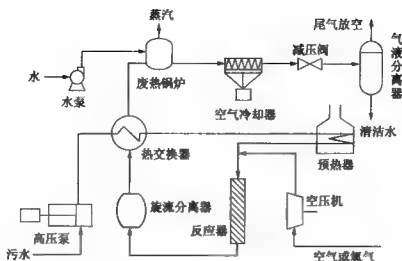 蒸汽
尾气放空
减压阀
气液分离器
水
水泵
废热锅炉
空气冷却器
清洁水
热交换器
预热器
旋流分离器
空压机
反应器
高压泵
污水
空气或氧气